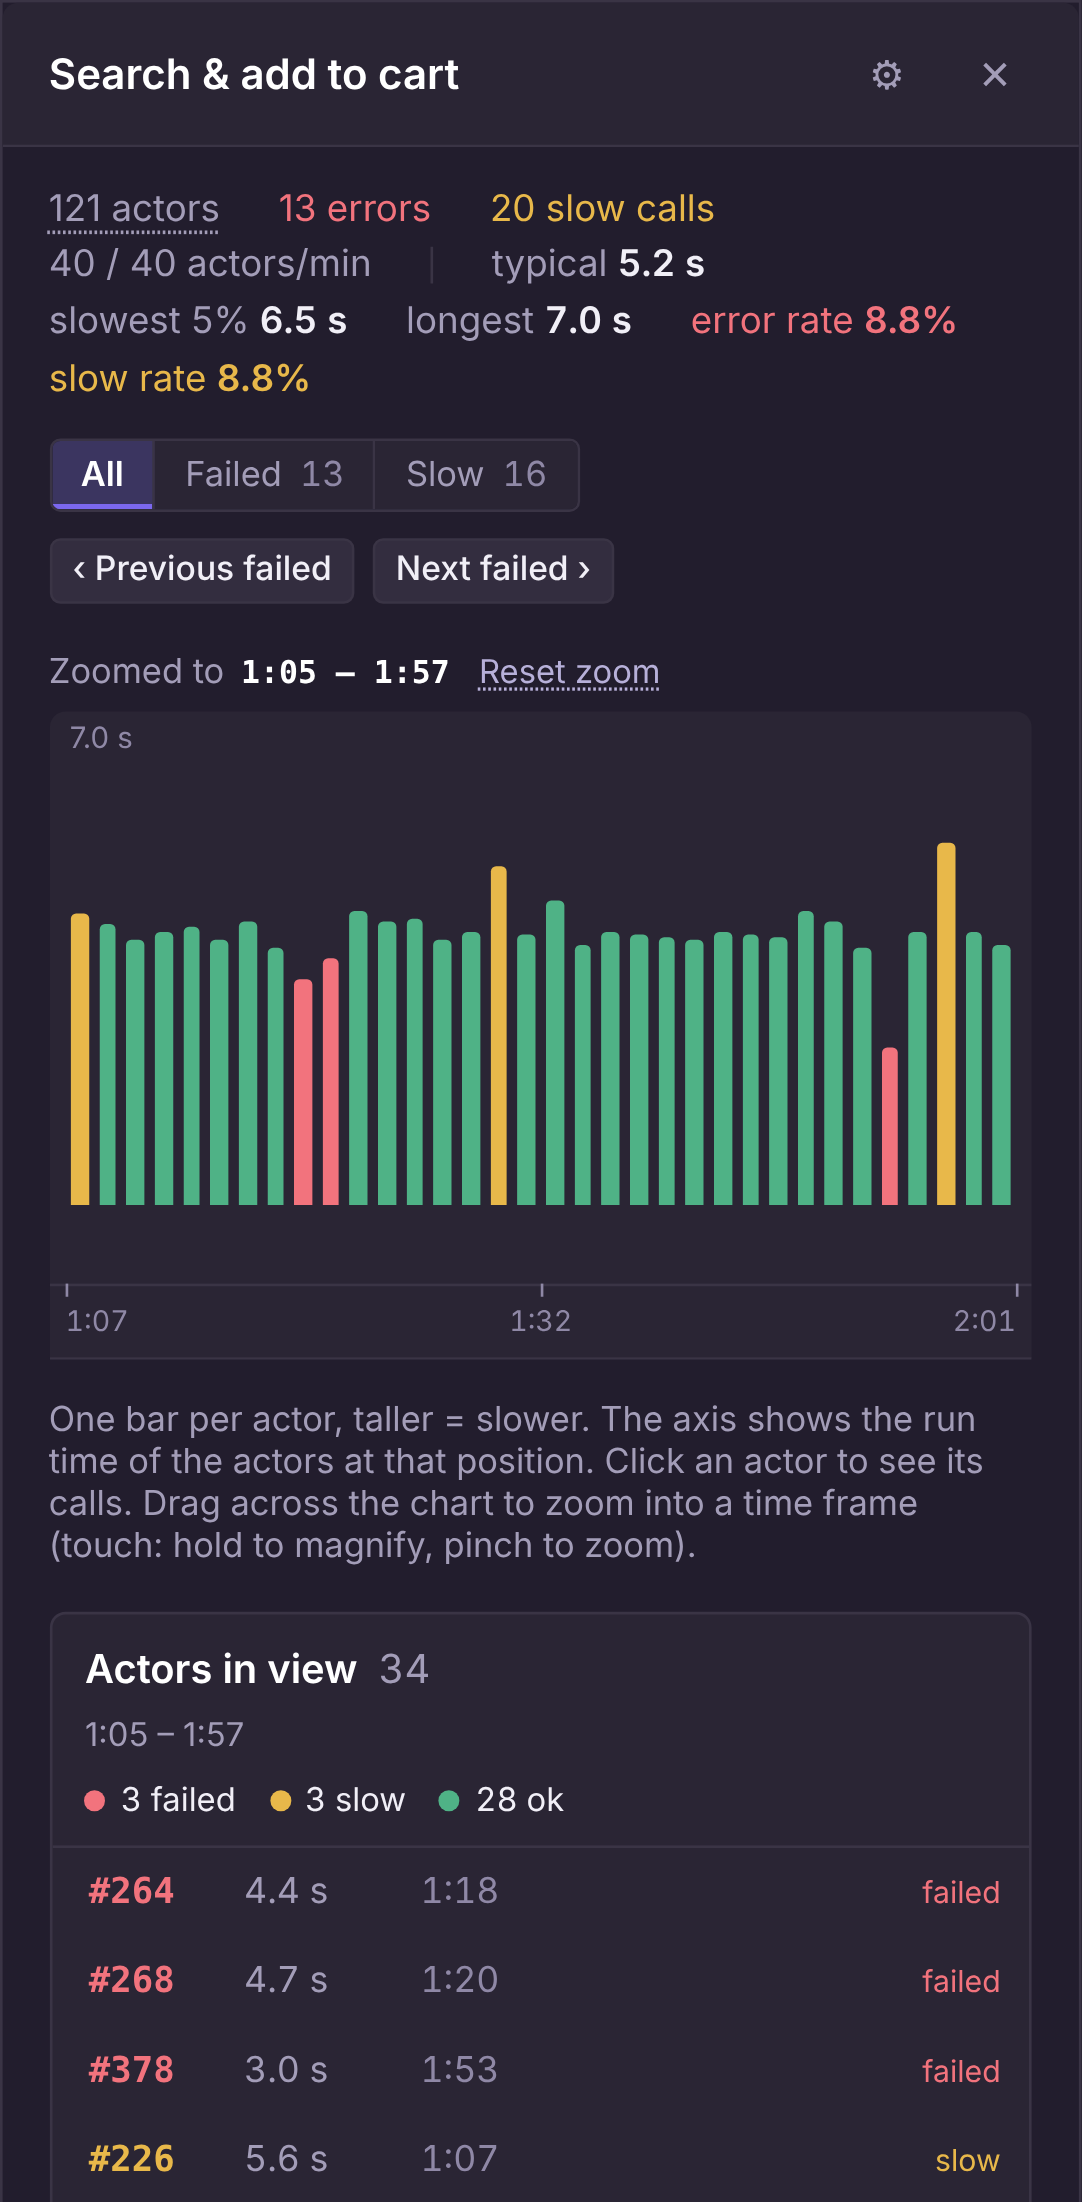 Search & add to cart ⚙ ✕
121 actors 13 errors 20 slow calls
40 / 40 actors/min | typical 5.2 s
slowest 5% 6.5 s longest 7.0 s error rate 8.8%
slow rate 8.8%
All Failed 13 Slow 16
‹ Previous failed Next failed ›
Zoomed to 1:05 – 1:57 Reset zoom
7.0 s
1:07 1:32 2:01
One bar per actor, taller = slower. The axis shows the run
time of the actors at that position. Click an actor to see its
calls. Drag across the chart to zoom into a time frame
(touch: hold to magnify, pinch to zoom).
Actors in view 34
1:05 – 1:57
3 failed 3 slow 28 ok
#264 4.4 s 1:18 failed
#268 4.7 s 1:20 failed
#378 3.0 s 1:53 failed
#226 5.6 s 1:07 slow